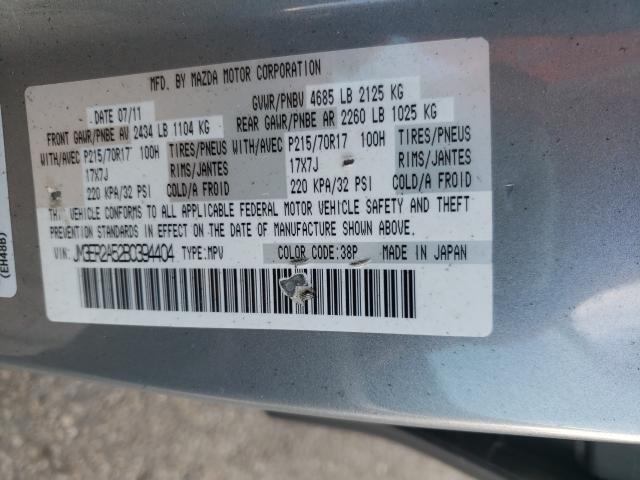 MFD. BY MAZDA MOTOR CORPORATION
DATE 07/11 GVWR/PNBV 4685 LB 2125 KG
FRONT GAWR/PNBE AV 2434 LB 1104 KG REAR GAWR/PNBE AR 2260 LB 1025 KG
WITH/AVEC P215/70R17 100H TIRES/PNEUS WITH/AVEC P215/70R17 100H TIRES/PNEUS
17X7J RIMS/JANTES 17X7J RIMS/JANTES
220 KPA/32 PSI COLD/A FROID 220 KPA/32 PSI COLD/A FROID
THIS VEHICLE CONFORMS TO ALL APPLICABLE FEDERAL MOTOR VEHICLE SAFETY AND THEFT
PREVENTION STANDARDS IN EFFECT ON THE DATE OF MANUFACTURE SHOWN ABOVE.
VIN: JM3ER2A52B0394404 TYPE:MPV COLOR CODE:38P MADE IN JAPAN
(EH48B)